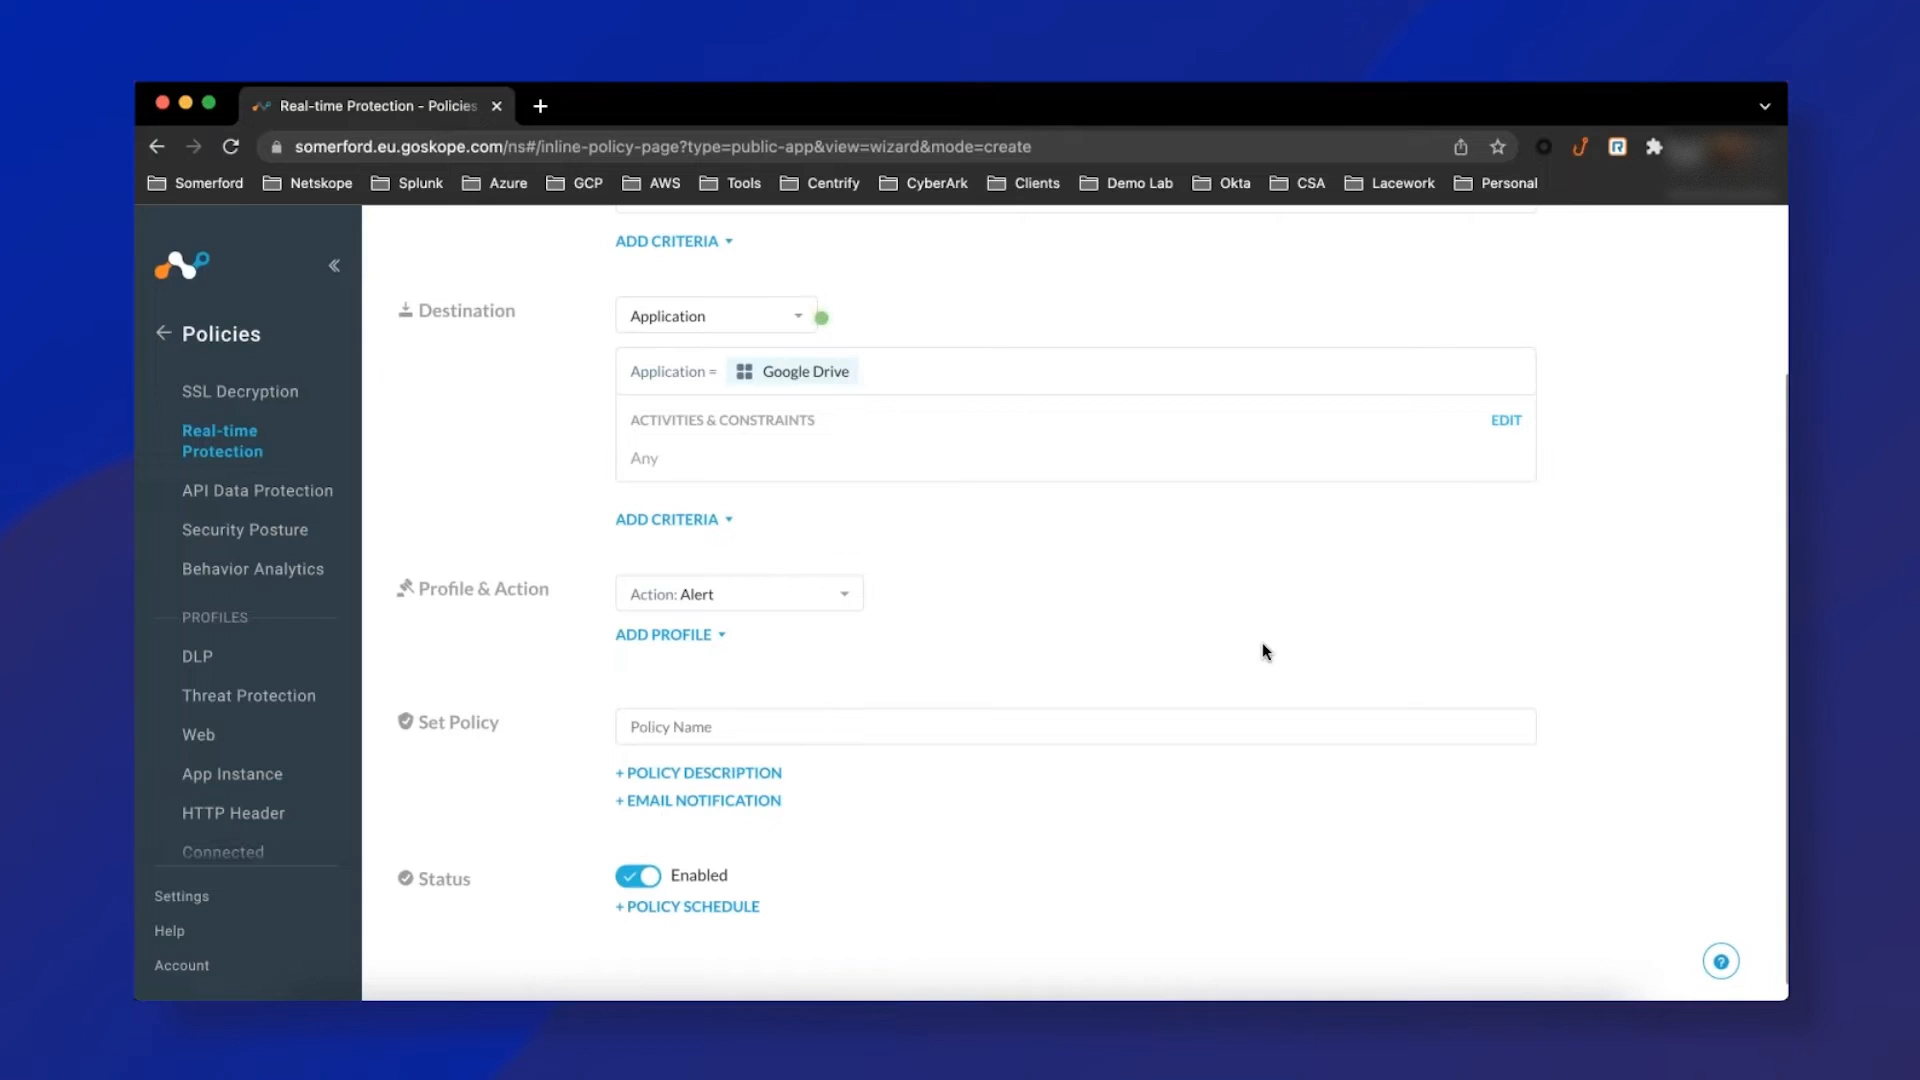 Real-time Protection - Policies
somerford.eu.goskope.com/ns#/inline-policy-page?type=public-app&view=wizard&mode=create
Somerford Netskope Splunk Azure GCP AWS Tools Centrify CyberArk Clients Demo Lab Okta CSA Lacework Personal
Policies
SSL Decryption
Real-time
Protection
API Data Protection
Security Posture
Behavior Analytics
PROFILES
DLP
Threat Protection
Web
App Instance
HTTP Header
Connected
Settings
Help
Account
ADD CRITERIA
Destination
Application
Application = Google Drive
ACTIVITIES & CONSTRAINTS EDIT
Any
ADD CRITERIA
Profile & Action
Action: Alert
ADD PROFILE
Set Policy
Policy Name
+ POLICY DESCRIPTION
+ EMAIL NOTIFICATION
Status
Enabled
+ POLICY SCHEDULE